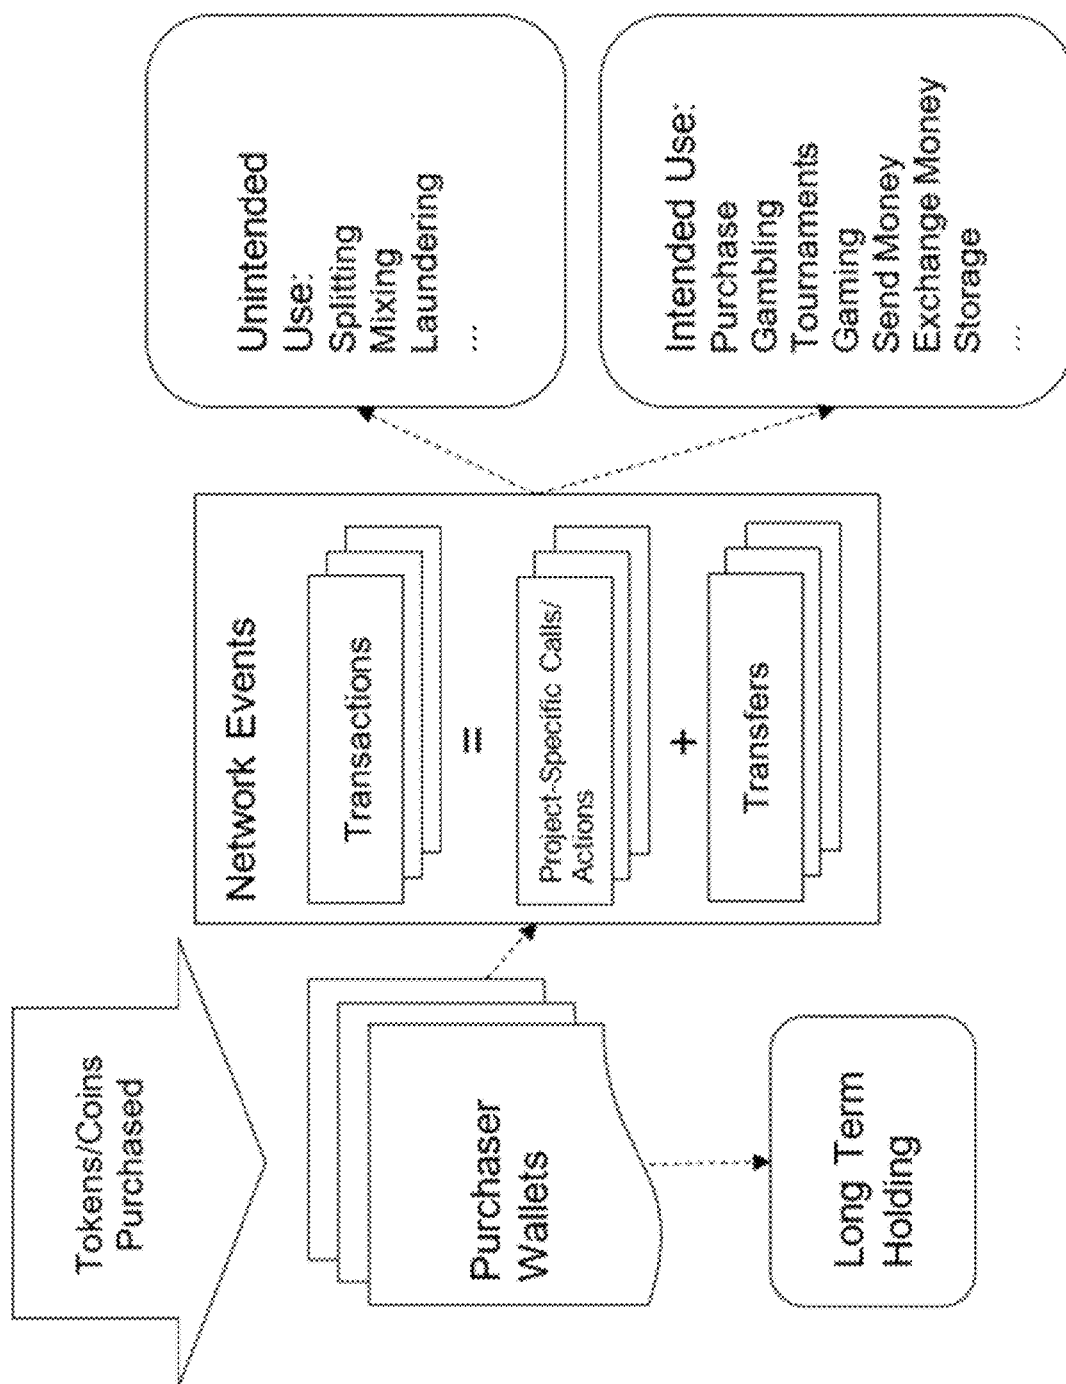 Tokens/Coins
Purchased
Purchaser
Wallets
Long Term
Holding
Network Events
Transactions
=
Project-Specific Calls/
Actions
+
Transfers
Unintended
Use:
Splitting
Mixing
Laundering
...
Intended Use:
Purchase
Gambling
Tournaments
Gaming
Send Money
Exchange Money
Storage
...